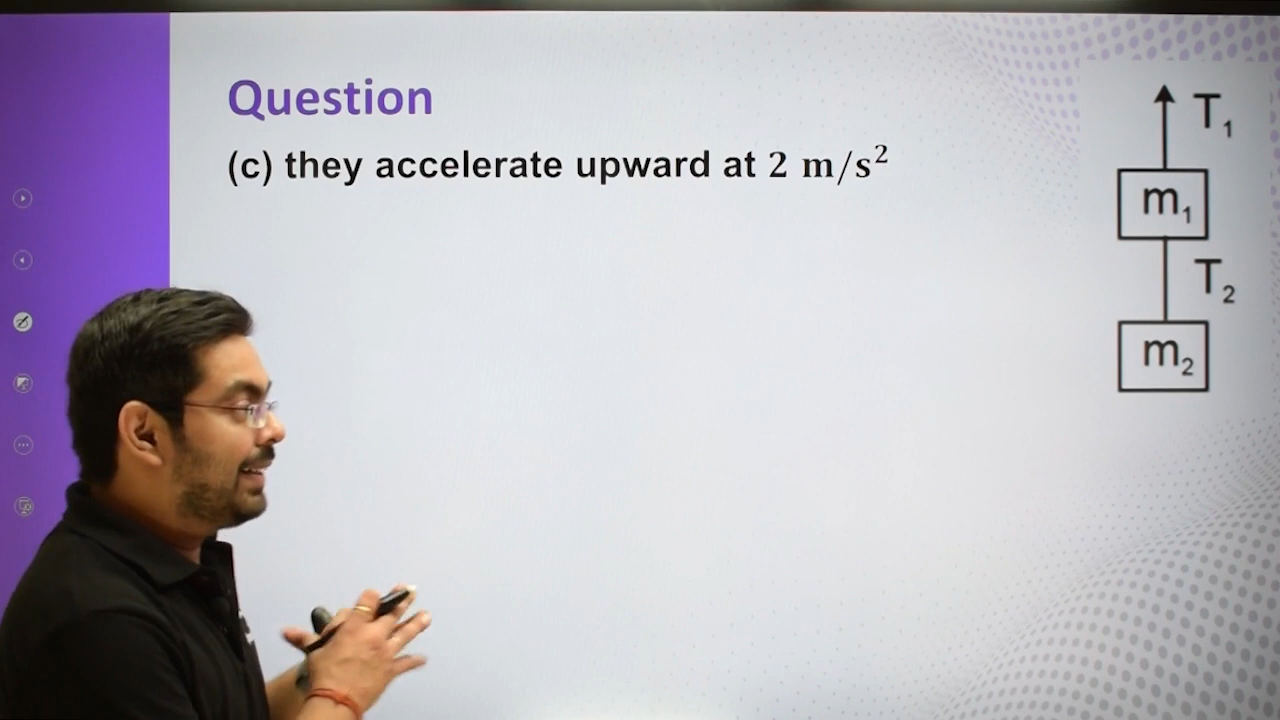 Question
(c) they accelerate upward at 2 m/s²
T₁
m₁
T₂
m₂